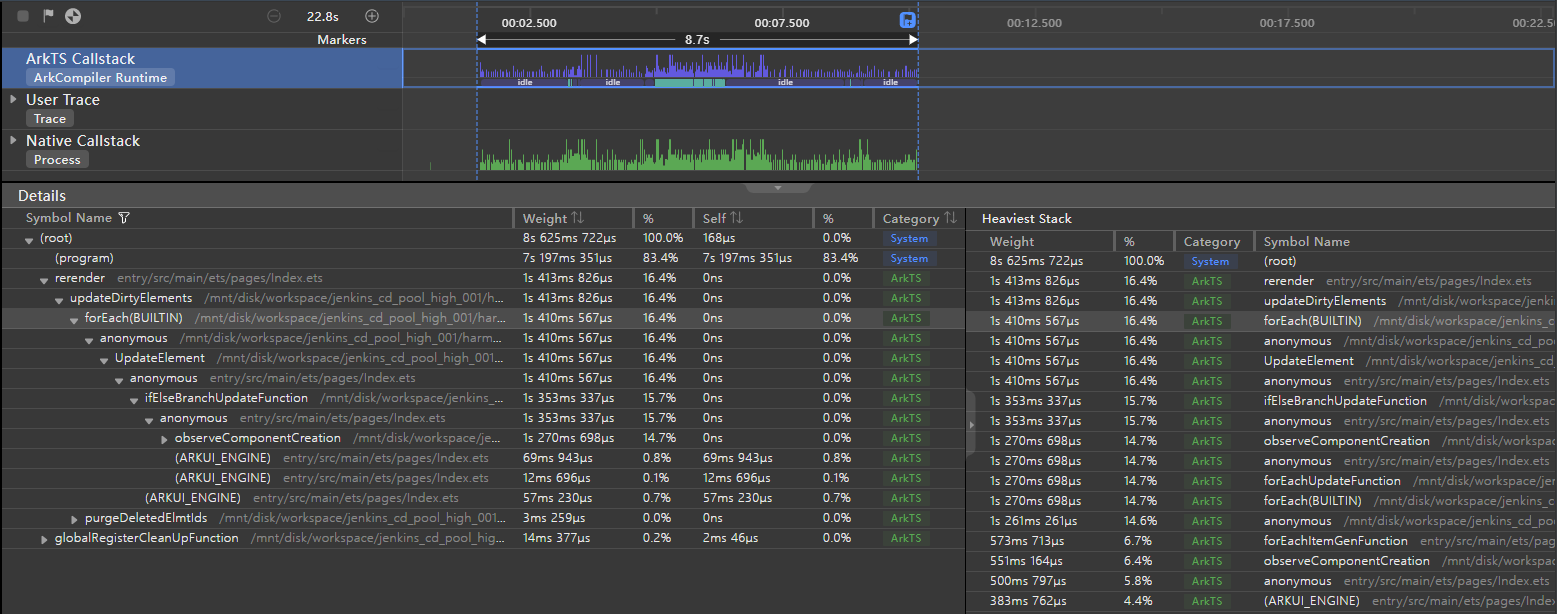 22.8s
00:02.500 00:07.500 00:12.500 00:17.500 00:22.5
Markers
8.7s
ArkTS Callstack
ArkCompiler Runtime
idle idle idle idle
User Trace
Trace
Native Callstack
Process
Details
Symbol Name Weight % Self % Category
(root) 8s 625ms 722μs 100.0% 168μs 0.0% System
(program) 7s 197ms 351μs 83.4% 7s 197ms 351μs 83.4% System
rerender entry/src/main/ets/pages/Index.ets 1s 413ms 826μs 16.4% 0ns 0.0% ArkTS
updateDirtyElements /mnt/disk/workspace/jenkins_cd_pool_high_001/h... 1s 413ms 826μs 16.4% 0ns 0.0% ArkTS
forEach(BUILTIN) /mnt/disk/workspace/jenkins_cd_pool_high_001/har... 1s 410ms 567μs 16.4% 0ns 0.0% ArkTS
anonymous /mnt/disk/workspace/jenkins_cd_pool_high_001/harm... 1s 410ms 567μs 16.4% 0ns 0.0% ArkTS
UpdateElement /mnt/disk/workspace/jenkins_cd_pool_high_001... 1s 410ms 567μs 16.4% 0ns 0.0% ArkTS
anonymous entry/src/main/ets/pages/Index.ets 1s 410ms 567μs 16.4% 0ns 0.0% ArkTS
ifElseBranchUpdateFunction /mnt/disk/workspace/jenkins_... 1s 353ms 337μs 15.7% 0ns 0.0% ArkTS
anonymous entry/src/main/ets/pages/Index.ets 1s 353ms 337μs 15.7% 0ns 0.0% ArkTS
observeComponentCreation /mnt/disk/workspace/je... 1s 270ms 698μs 14.7% 0ns 0.0% ArkTS
(ARKUI_ENGINE) entry/src/main/ets/pages/Index.ets 69ms 943μs 0.8% 69ms 943μs 0.8% ArkTS
(ARKUI_ENGINE) entry/src/main/ets/pages/Index.ets 12ms 696μs 0.1% 12ms 696μs 0.1% ArkTS
(ARKUI_ENGINE) entry/src/main/ets/pages/Index.ets 57ms 230μs 0.7% 57ms 230μs 0.7% ArkTS
purgeDeletedElmtIds /mnt/disk/workspace/jenkins_cd_pool_high_001... 3ms 259μs 0.0% 0ns 0.0% ArkTS
globalRegisterCleanUpFunction /mnt/disk/workspace/jenkins_cd_pool_hig... 14ms 377μs 0.2% 2ms 46μs 0.0% ArkTS
Heaviest Stack
Weight % Category Symbol Name
8s 625ms 722μs 100.0% System (root)
1s 413ms 826μs 16.4% ArkTS rerender entry/src/main/ets/pages/Index.ets
1s 413ms 826μs 16.4% ArkTS updateDirtyElements /mnt/disk/workspace/jenki
1s 410ms 567μs 16.4% ArkTS forEach(BUILTIN) /mnt/disk/workspace/jenkins_c
1s 410ms 567μs 16.4% ArkTS anonymous /mnt/disk/workspace/jenkins_cd_po
1s 410ms 567μs 16.4% ArkTS UpdateElement /mnt/disk/workspace/jenkins_cd
1s 410ms 567μs 16.4% ArkTS anonymous entry/src/main/ets/pages/Index.ets
1s 353ms 337μs 15.7% ArkTS ifElseBranchUpdateFunction /mnt/disk/workspac
1s 353ms 337μs 15.7% ArkTS anonymous entry/src/main/ets/pages/Index.ets
1s 270ms 698μs 14.7% ArkTS observeComponentCreation /mnt/disk/workspace
1s 270ms 698μs 14.7% ArkTS anonymous entry/src/main/ets/pages/Index.ets
1s 270ms 698μs 14.7% ArkTS forEachUpdateFunction /mnt/disk/workspace/jen
1s 270ms 698μs 14.7% ArkTS forEach(BUILTIN) /mnt/disk/workspace/jenkins_c
1s 261ms 261μs 14.6% ArkTS anonymous /mnt/disk/workspace/jenkins_cd_po
573ms 713μs 6.7% ArkTS forEachItemGenFunction entry/src/main/ets/pag
551ms 164μs 6.4% ArkTS observeComponentCreation /mnt/disk/workspace
500ms 797μs 5.8% ArkTS anonymous entry/src/main/ets/pages/Index.ets
383ms 762μs 4.4% ArkTS (ARKUI_ENGINE) entry/src/main/ets/pages/Inde